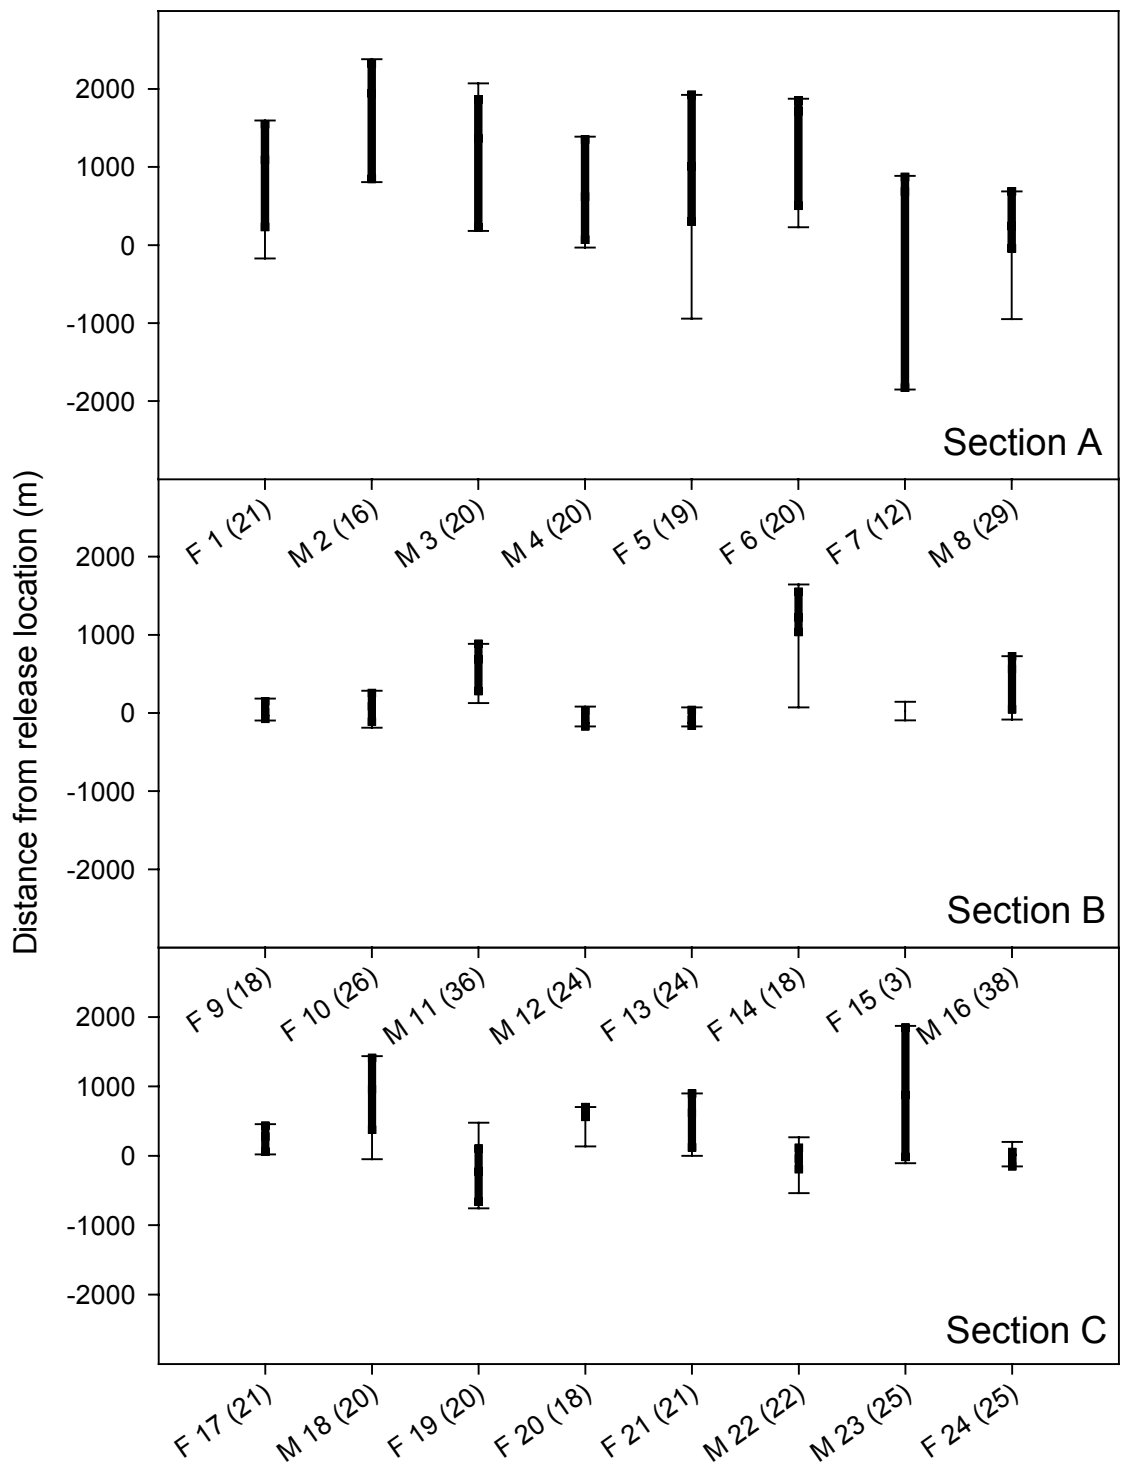 Distance from release location (m)
2000
1000
0
-1000
-2000
Section A
F 1 (21)
M 2 (16)
M 3 (20)
M 4 (20)
F 5 (19)
F 6 (20)
F 7 (12)
M 8 (29)
2000
1000
0
-1000
-2000
Section B
F 9 (18)
F 10 (26)
M 11 (36)
M 12 (24)
F 13 (24)
F 14 (18)
F 15 (3)
M 16 (38)
2000
1000
0
-1000
-2000
Section C
F 17 (21)
M 18 (20)
F 19 (20)
F 20 (18)
F 21 (21)
M 22 (22)
M 23 (25)
F 24 (25)